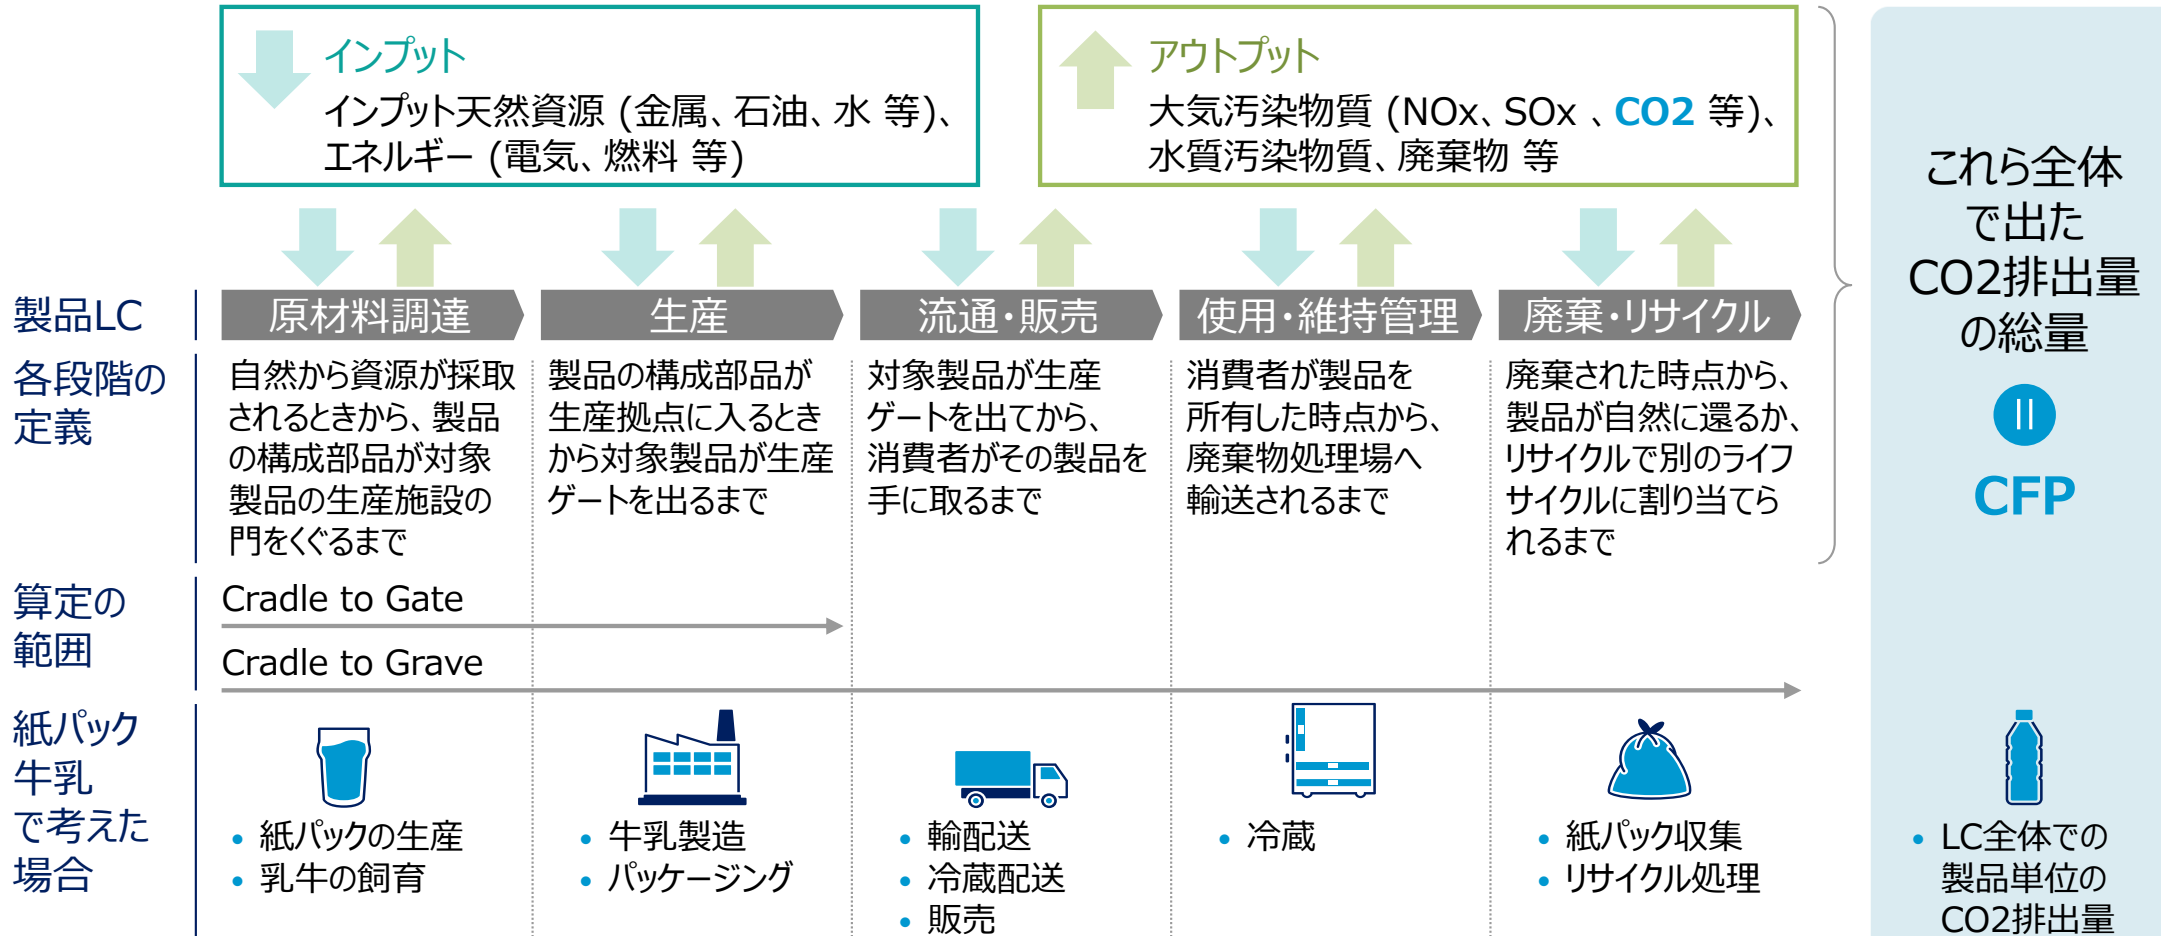 インプット
インプット天然資源 (金属、石油、水 等)、
エネルギー (電気、燃料 等)
アウトプット
大気汚染物質 (NOx、SOx 、CO2 等)、
水質汚染物質、廃棄物 等
製品LC
原材料調達
生産
流通・販売
使用・維持管理
廃棄・リサイクル
各段階の
定義
自然から資源が採取
されるときから、製品
の構成部品が対象
製品の生産施設の
門をくぐるまで
製品の構成部品が
生産拠点に入るとき
から対象製品が生産
ゲートを出るまで
対象製品が生産
ゲートを出てから、
消費者がその製品を
手に取るまで
消費者が製品を
所有した時点から、
廃棄物処理場へ
輸送されるまで
廃棄された時点から、
製品が自然に還るか、
リサイクルで別のライフ
サイクルに割り当てら
れるまで
算定の
範囲
Cradle to Gate
Cradle to Grave
紙パック
牛乳
で考えた
場合
• 紙パックの生産
• 乳牛の飼育
• 牛乳製造
• パッケージング
• 輸配送
• 冷蔵配送
• 販売
• 冷蔵
• 紙パック収集
• リサイクル処理
これら全体
で出た
CO2排出量
の総量
=
CFP
• LC全体での
製品単位の
CO2排出量